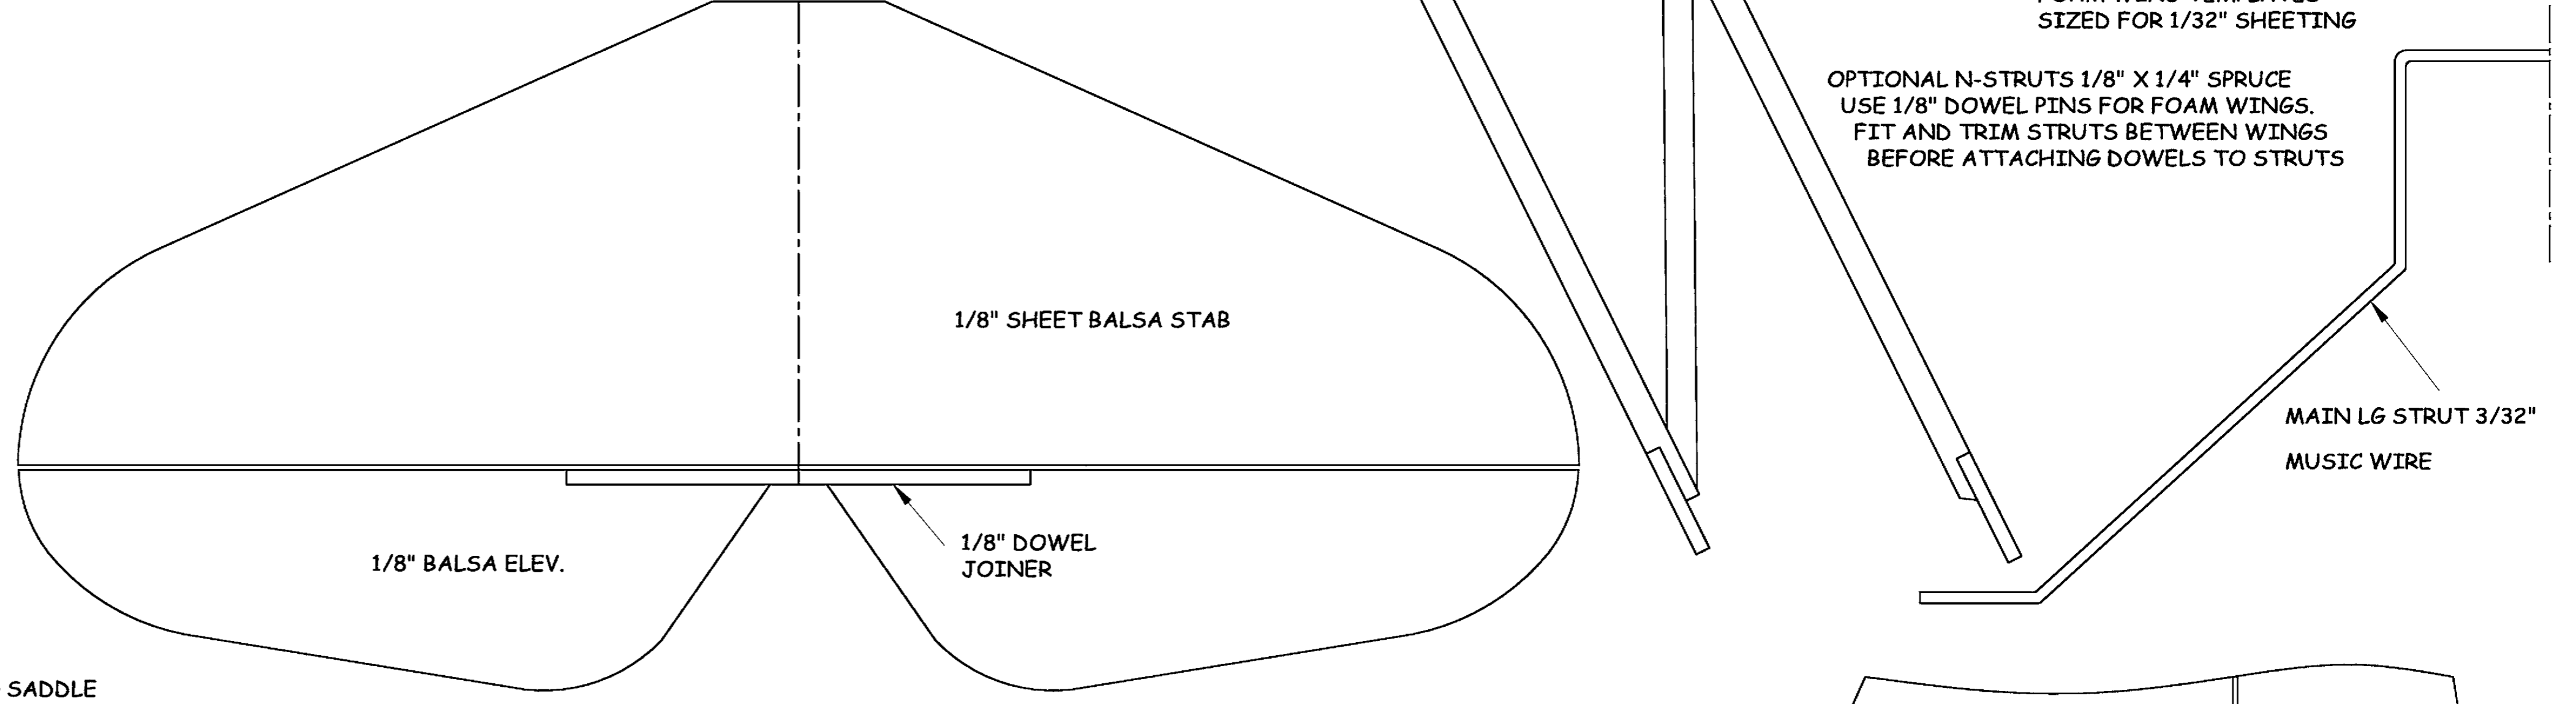 SIZED FOR 1/32" SHEETING
OPTIONAL N-STRUTS 1/8" X 1/4" SPRUCE
USE 1/8" DOWEL PINS FOR FOAM WINGS.
FIT AND TRIM STRUTS BETWEEN WINGS
BEFORE ATTACHING DOWELS TO STRUTS
1/8" SHEET BALSA STAB
MAIN LG STRUT 3/32"
MUSIC WIRE
1/8" DOWEL
JOINER
1/8" BALSA ELEV.
SADDLE